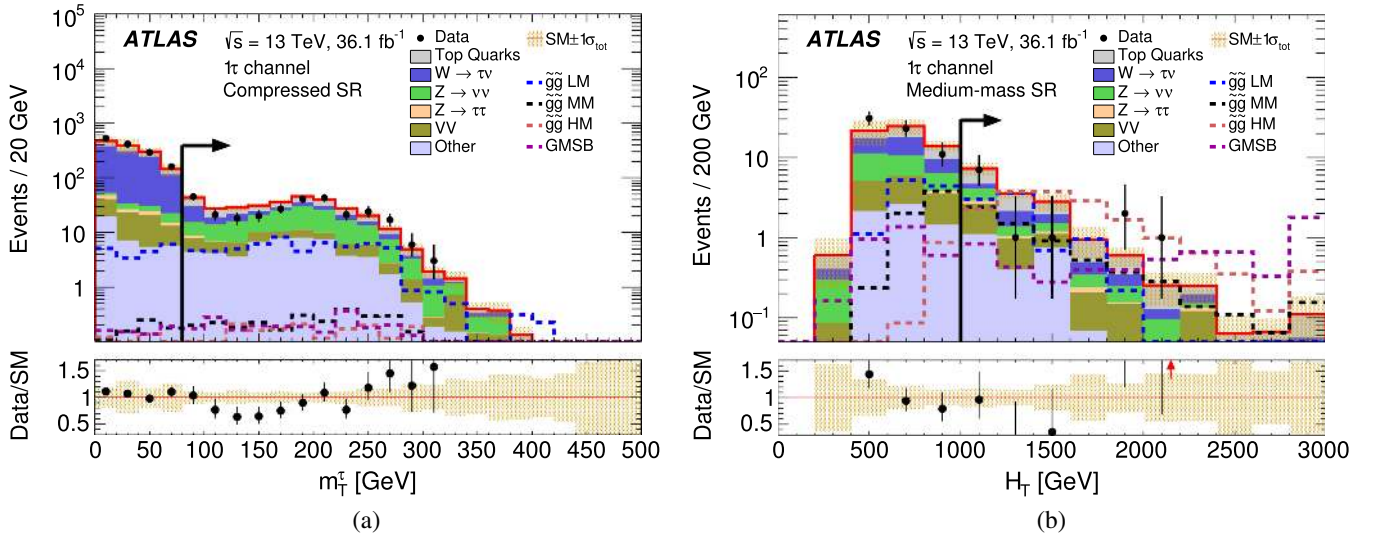 ATLAS
√s = 13 TeV, 36.1 fb⁻¹
1τ channel
Compressed SR
Data
Top Quarks
W → τν
Z → νν
Z → ττ
VV
Other
SM±1σ_tot
g̃g̃ LM
g̃g̃ MM
g̃g̃ HM
GMSB
Events / 20 GeV
10⁵
10⁴
10³
10²
10
1
Data/SM
1.5
1
0.5
0 50 100 150 200 250 300 350 400 450 500
m_T^τ [GeV]
(a)
ATLAS
√s = 13 TeV, 36.1 fb⁻¹
1τ channel
Medium-mass SR
Data
Top Quarks
W → τν
Z → νν
Z → ττ
VV
Other
SM±1σ_tot
g̃g̃ LM
g̃g̃ MM
g̃g̃ HM
GMSB
Events / 200 GeV
10²
10
1
10⁻¹
Data/SM
1.5
1
0.5
0 500 1000 1500 2000 2500 3000
H_T [GeV]
(b)